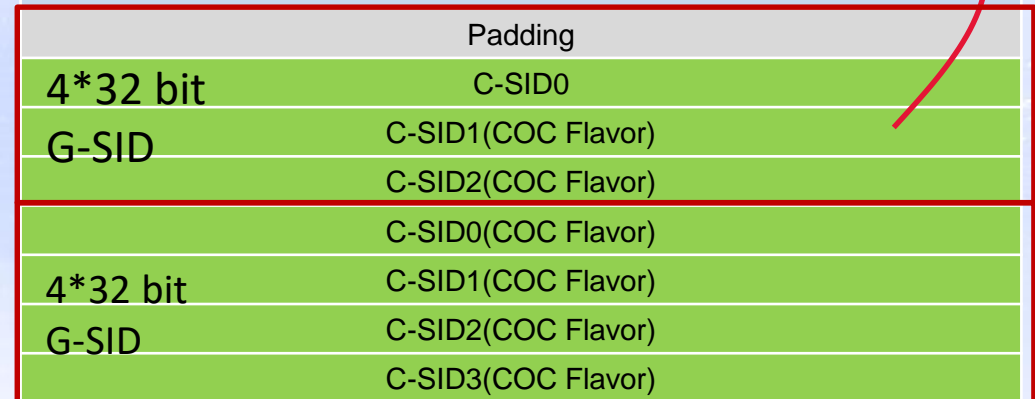 Padding
4*32 bit
C-SID0
G-SID
C-SID1(COC Flavor)
C-SID2(COC Flavor)
C-SID0(COC Flavor)
4*32 bit
C-SID1(COC Flavor)
G-SID
C-SID2(COC Flavor)
C-SID3(COC Flavor)